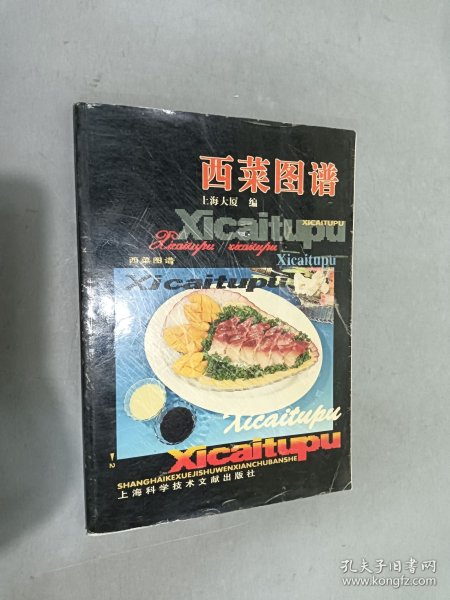 西菜图谱
上海大厦 编
Xicaitupu
XICAITUPU
Xicaitupu xicaitupu
西菜图谱
Xicaitupu
Xicaitupu
Xicaitupu
Xicaitupu
SHANGHAIKEXUEJISHUWENXIANCHUBANSHE
上海科学技术文献出版社
孔夫子旧书网
www.kongfz.com